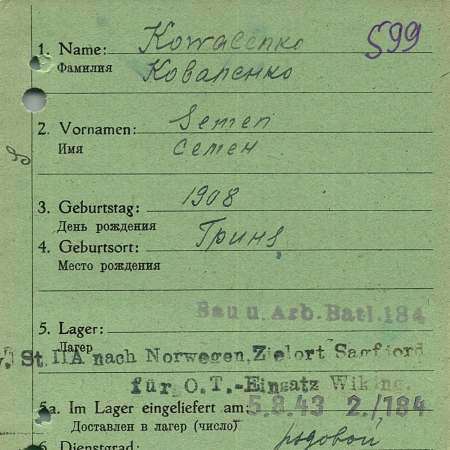 1. Name: Kowalenko 599
Фамилия Коваленко
2. Vornamen: Semen
Имя Семен
3. Geburtstag: 1908
День рождения
4. Geburtsort: Гриня
Место рождения
Bau u. Arb. Batl. 184
5. Lager:
Лагер
v. St. IIA nach Norwegen, Zielort Sagfjord
für O.T.-Einsatz Wiking.
5a. Im Lager eingeliefert am: 5.8.43 2./184
Доставлен в лагер (число)
6. Dienstgrad: рядовой